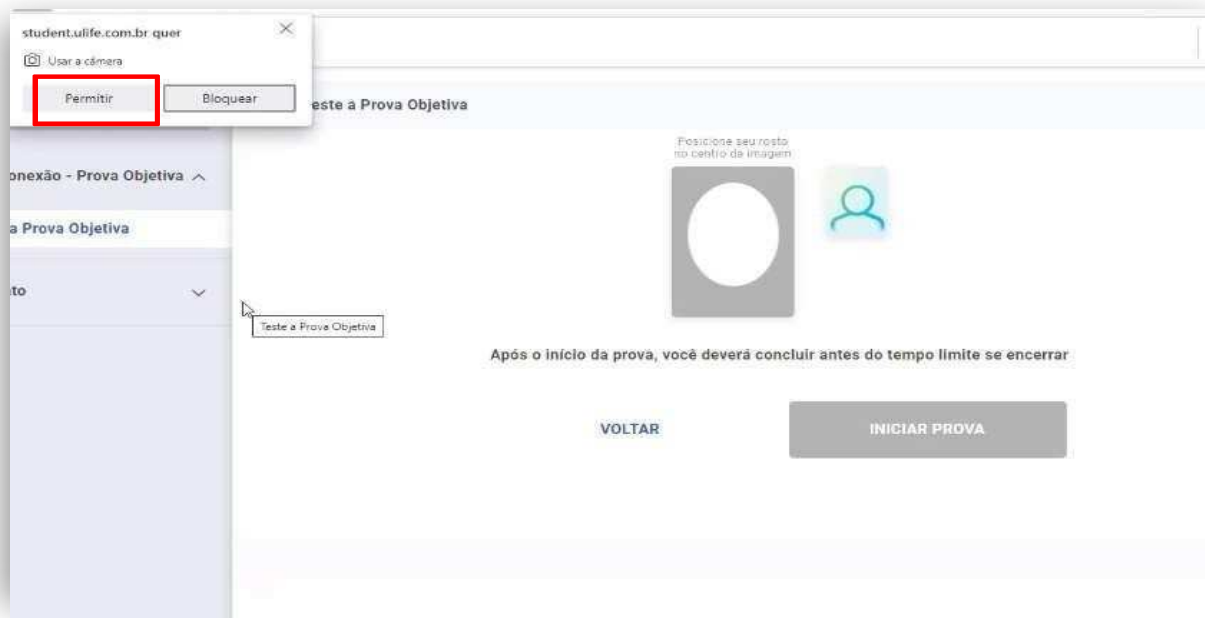 student.ulife.com.br quer
Usar a câmera
Permitir Bloquear
este a Prova Objetiva
Posicione seu rosto
no centro da imagem
onexão - Prova Objetiva
a Prova Objetiva
to
Teste a Prova Objetiva
Após o início da prova, você deverá concluir antes do tempo limite se encerrar
VOLTAR INICIAR PROVA